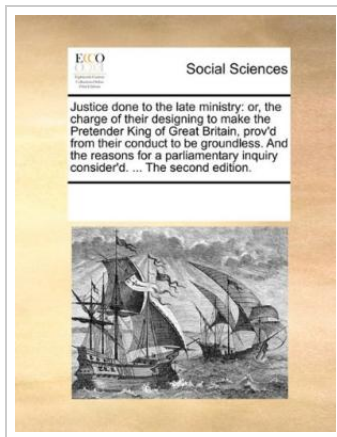 ECCO
Social Sciences
Justice done to the late ministry: or, the
charge of their designing to make the
Pretender King of Great Britain, prov'd
from their conduct to be groundless. And
the reasons for a parliamentary inquiry
consider'd. ... The second edition.